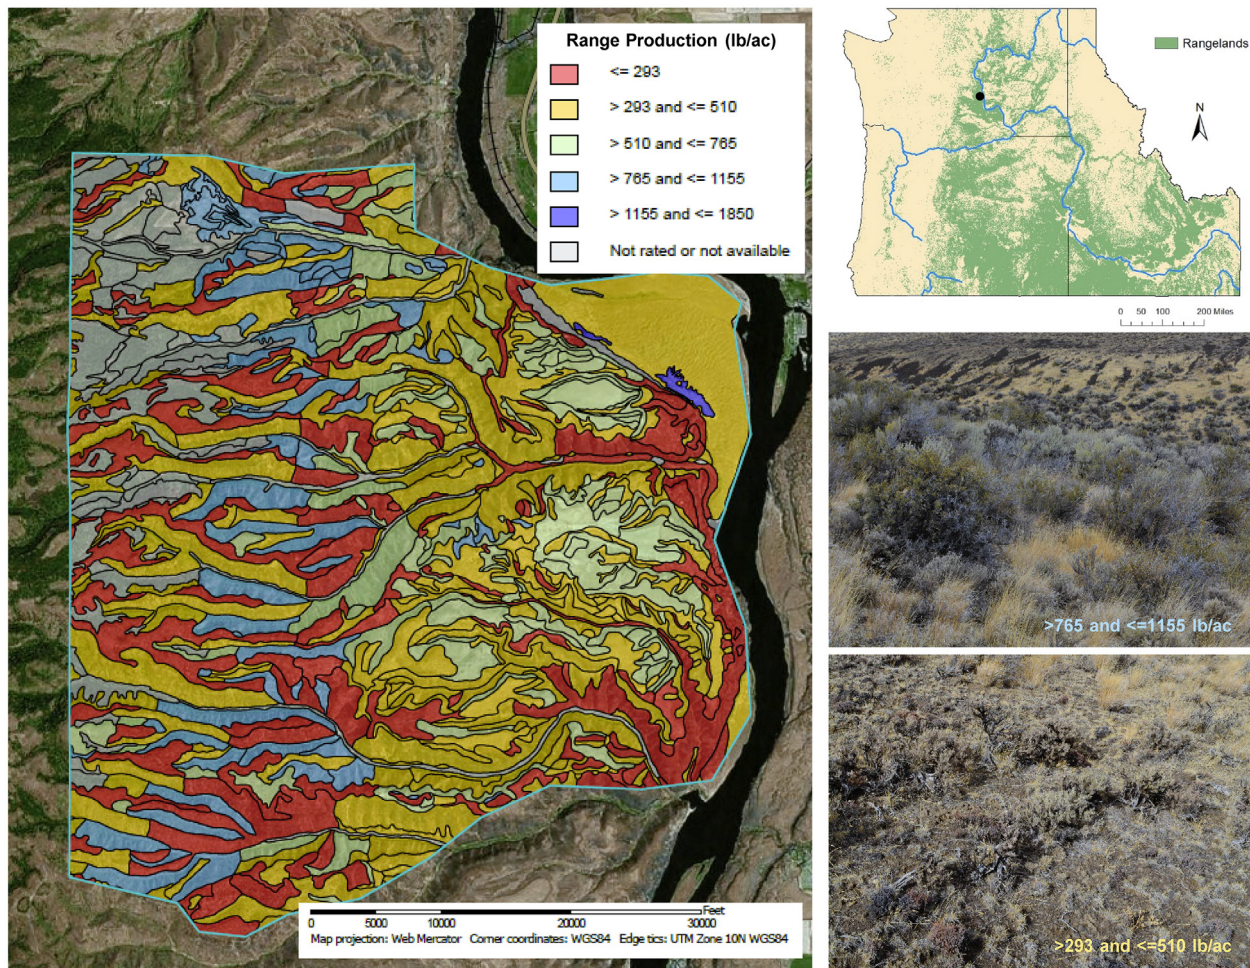 Range Production (lb/ac)
<= 293
> 293 and <= 510
> 510 and <= 765
> 765 and <= 1155
> 1155 and <= 1850
Not rated or not available
Feet
0 5000 10000 20000 30000
Map projection: Web Mercator Corner coordinates: WGS84 Edge tics: UTM Zone 10N WGS84
Rangelands
N
0 50 100 200 Miles
>765 and <=1155 lb/ac
>293 and <=510 lb/ac